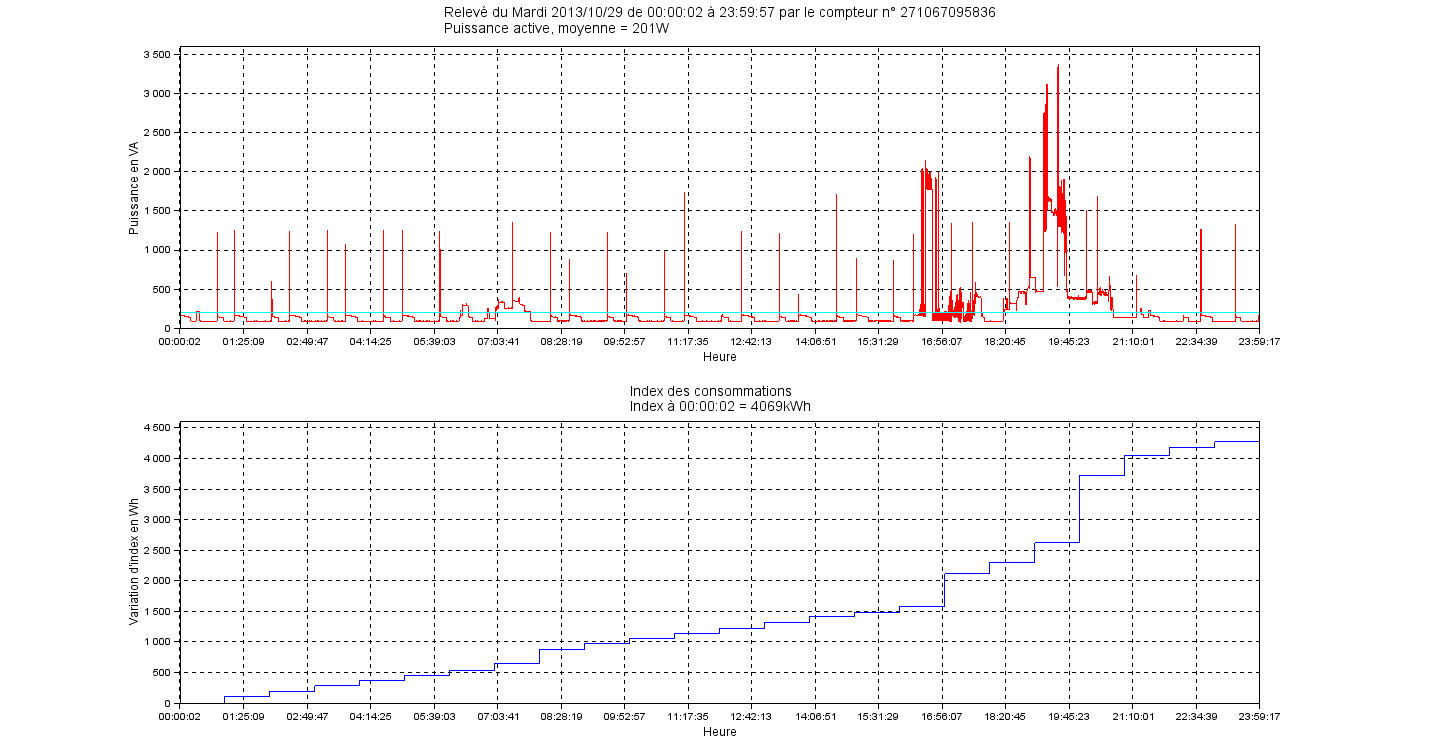 Relevé du Mardi 2013/10/29 de 00:00:02 à 23:59:57 par le compteur n° 271067095836
Puissance active, moyenne = 201W
Puissance en VA
3 500
3 000
2 500
2 000
1 500
1 000
500
0
00:00:02 01:25:09 02:49:47 04:14:25 05:39:03 07:03:41 08:28:19 09:52:57 11:17:35 12:42:13 14:06:51 15:31:29 16:56:07 18:20:45 19:45:23 21:10:01 22:34:39 23:59:17
Heure
Index des consommations
Index à 00:00:02 = 4069kWh
Variation d'index en Wh
4 500
4 000
3 500
3 000
2 500
2 000
1 500
1 000
500
0
00:00:02 01:25:09 02:49:47 04:14:25 05:39:03 07:03:41 08:28:19 09:52:57 11:17:35 12:42:13 14:06:51 15:31:29 16:56:07 18:20:45 19:45:23 21:10:01 22:34:39 23:59:17
Heure